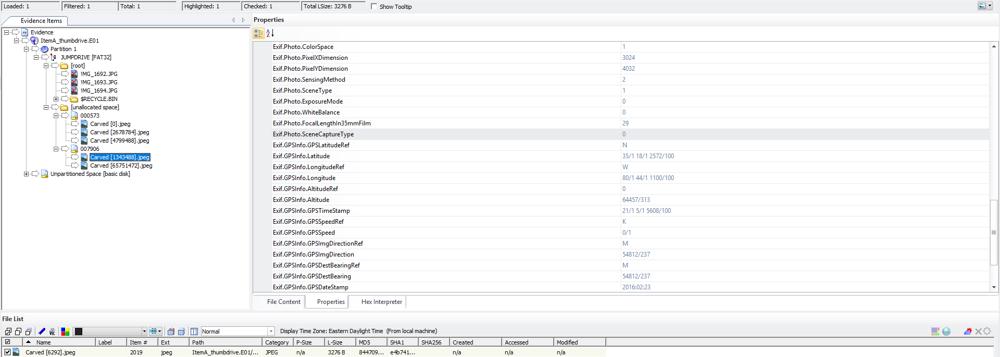 Loaded: 1 Filtered: 1 Total: 1 Highlighted: 1 Checked: 1 Total LSize: 3276 B Show Tooltip
Evidence Items
Evidence
ItemA_thumbdrive.E01
Partition 1
JUMPDRIVE [FAT32]
[root]
!MG_1692.JPG
!MG_1693.JPG
!MG_1694.JPG
$RECYCLE.BIN
[unallocated space]
000573
Carved [0].jpeg
Carved [2678784].jpeg
Carved [4799488].jpeg
007906
Carved [1343488].jpeg
Carved [65751472].jpeg
Unpartitioned Space [basic disk]
Properties
Exif.Photo.ColorSpace 1
Exif.Photo.PixelXDimension 3024
Exif.Photo.PixelYDimension 4032
Exif.Photo.SensingMethod 2
Exif.Photo.SceneType 1
Exif.Photo.ExposureMode 0
Exif.Photo.WhiteBalance 0
Exif.Photo.FocalLengthIn35mmFilm 29
Exif.Photo.SceneCaptureType 0
Exif.GPSInfo.GPSLatitudeRef N
Exif.GPSInfo.Latitude 35/1 18/1 2572/100
Exif.GPSInfo.LongitudeRef W
Exif.GPSInfo.Longitude 80/1 44/1 1100/100
Exif.GPSInfo.AltitudeRef 0
Exif.GPSInfo.Altitude 64457/313
Exif.GPSInfo.GPSTimeStamp 21/1 5/1 5608/100
Exif.GPSInfo.GPSSpeedRef K
Exif.GPSInfo.GPSSpeed 0/1
Exif.GPSInfo.GPSImgDirectionRef M
Exif.GPSInfo.GPSImgDirection 54812/237
Exif.GPSInfo.GPSDestBearingRef M
Exif.GPSInfo.GPSDestBearing 54812/237
Exif.GPSInfo.GPSDateStamp 2016:02:23
File Content Properties Hex Interpreter
File List
Normal Display Time Zone: Eastern Daylight Time (From local machine)
Name Label Item # Ext Path Category P-Size L-Size MD5 SHA1 SHA256 Created Accessed Modified
Carved [6292].jpeg 2019 jpeg ItemA_thumbdrive.E01/... JPEG n/a 3276 B 844709... e4b741... n/a n/a n/a